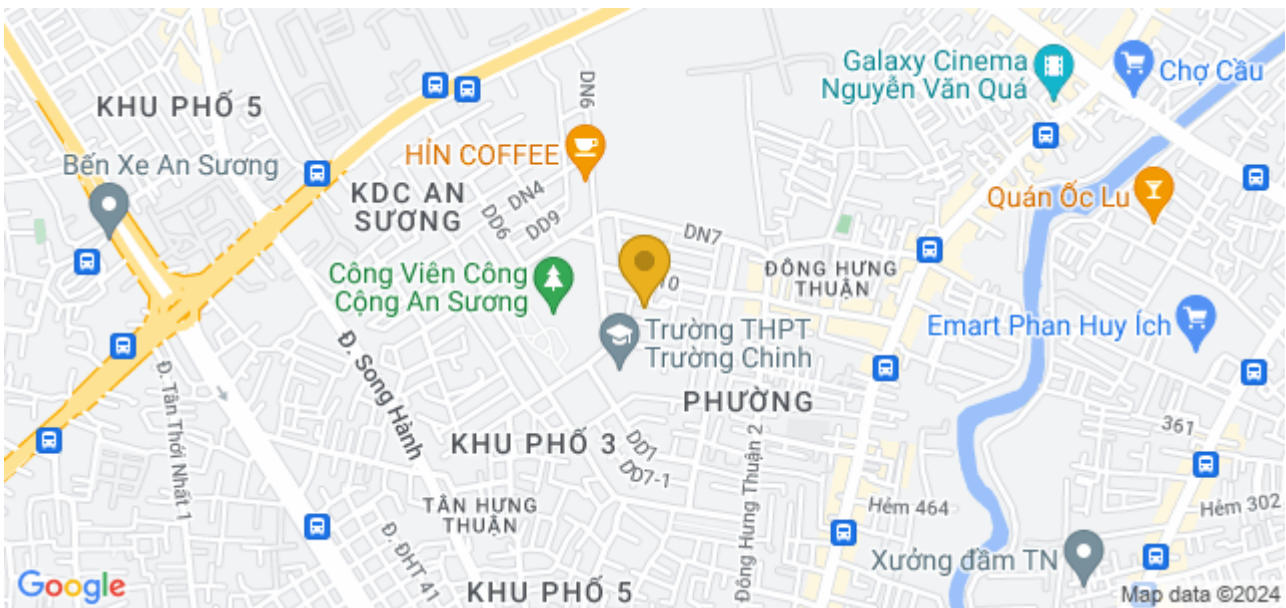 KHU PHỐ 5
Bến Xe An Sương
HỈN COFFEE
DN6
Galaxy Cinema
Nguyễn Văn Quá
Chợ Cầu
KDC AN
SƯƠNG
DN4
DD6
DD9
Quán Ốc Lu
DN7
Công Viên Công
Cộng An Sương
10
ĐÔNG HƯNG
THUẬN
Trường THPT
Trường Chinh
Emart Phan Huy Ích
Đ. Song Hành
Đ. Tân Thới Nhất 1
PHƯỜNG
KHU PHỐ 3
DD1
DD7-1
Đông Hưng Thuận 2
361
TÂN HƯNG
THUẬN
Hẻm 464
Hẻm 302
Đ. ĐHT 41
Xưởng đầm TN
KHU PHỐ 5
Google
Map data ©2024